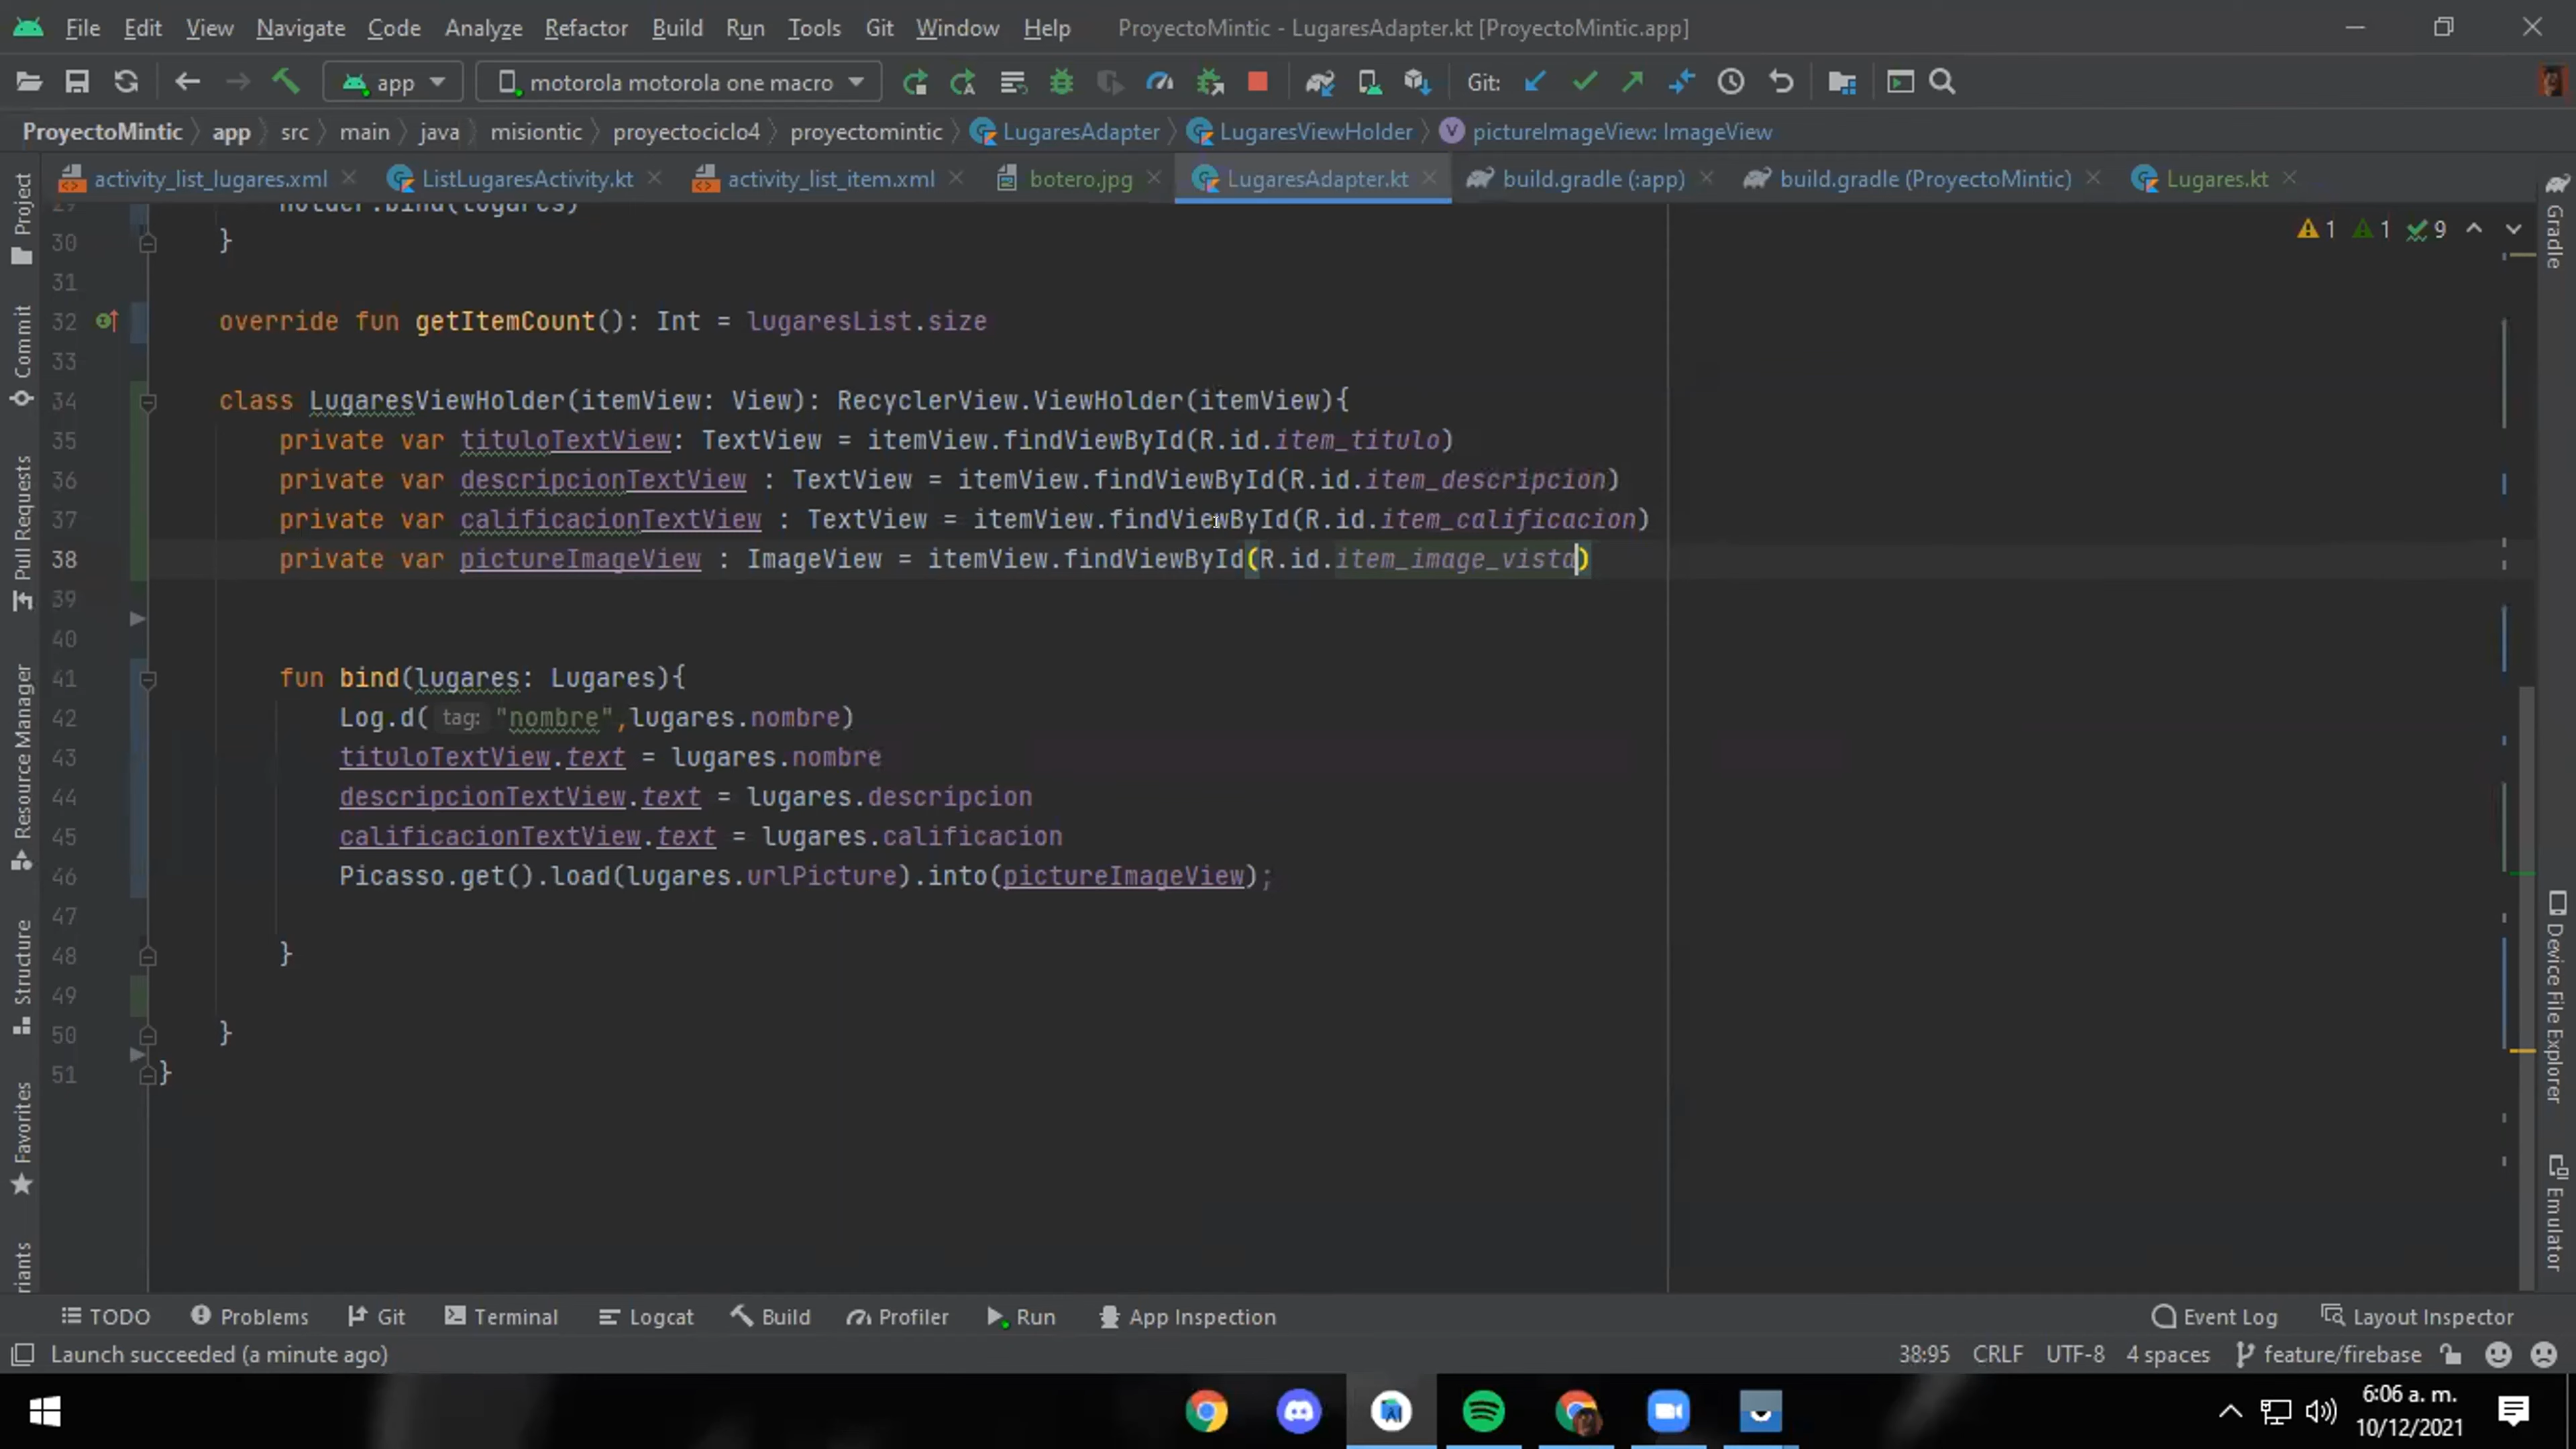 File Edit View Navigate Code Analyze Refactor Build Run Tools Git Window Help ProyectoMintic - LugaresAdapter.kt [ProyectoMintic.app]
app motorola motorola one macro Git:
ProyectoMintic app src main java misiontic proyectociclo4 proyectomintic LugaresAdapter LugaresViewHolder pictureImageView: ImageView
activity_list_lugares.xml ListLugaresActivity.kt activity_list_item.xml botero.jpg LugaresAdapter.kt build.gradle (:app) build.gradle (ProyectoMintic) Lugares.kt
Project
Commit
Pull Requests
Resource Manager
Structure
Favorites
riants
29 holder.bind(lugares)
30 }
31
32 override fun getItemCount(): Int = lugaresList.size
33
34 class LugaresViewHolder(itemView: View): RecyclerView.ViewHolder(itemView){
35 private var tituloTextView: TextView = itemView.findViewById(R.id.item_titulo)
36 private var descripcionTextView : TextView = itemView.findViewById(R.id.item_descripcion)
37 private var calificacionTextView : TextView = itemView.findViewById(R.id.item_calificacion)
38 private var pictureImageView : ImageView = itemView.findViewById(R.id.item_image_vista)
39
40
41 fun bind(lugares: Lugares){
42 Log.d( tag: "nombre",lugares.nombre)
43 tituloTextView.text = lugares.nombre
44 descripcionTextView.text = lugares.descripcion
45 calificacionTextView.text = lugares.calificacion
46 Picasso.get().load(lugares.urlPicture).into(pictureImageView);
47
48 }
49
50 }
51 }
1 1 9
Gradle
Device File Explorer
Emulator
TODO Problems Git Terminal Logcat Build Profiler Run App Inspection Event Log Layout Inspector
Launch succeeded (a minute ago) 38:95 CRLF UTF-8 4 spaces feature/firebase
6:06 a. m.
10/12/2021